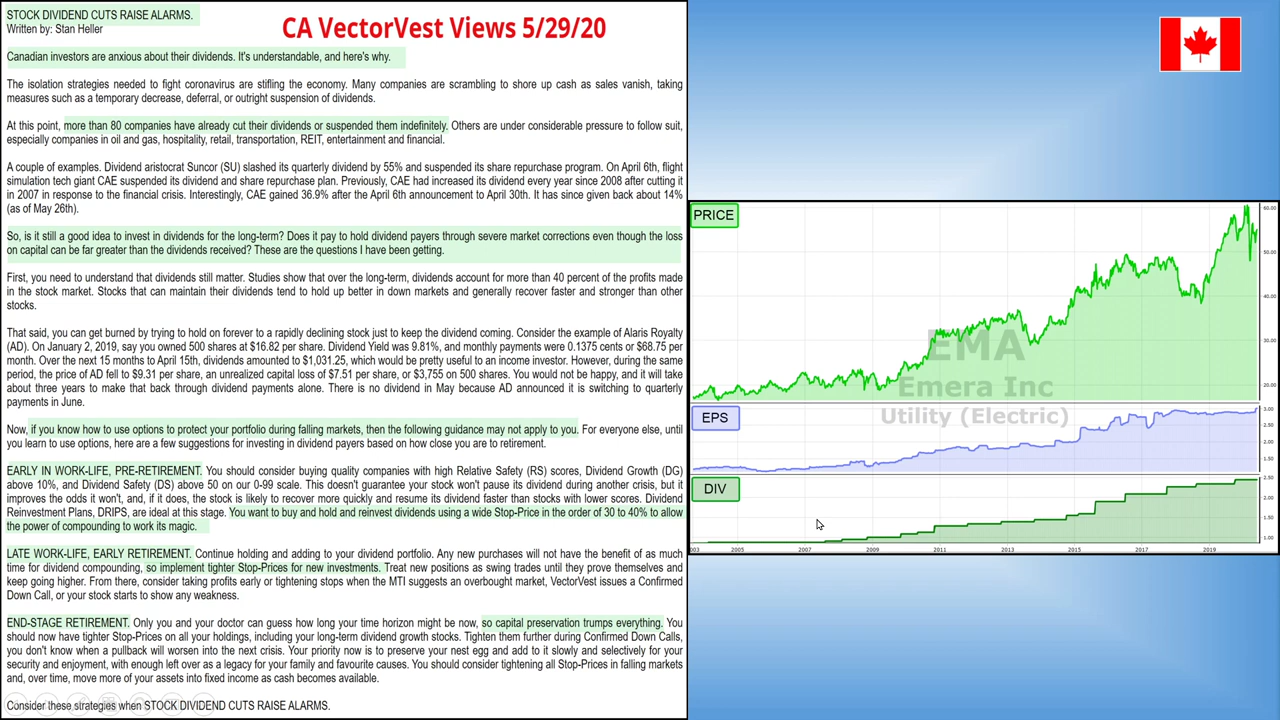 STOCK DIVIDEND CUTS RAISE ALARMS.
Written by: Stan Heller
CA VectorVest Views 5/29/20
Canadian investors are anxious about their dividends. It's understandable, and here's why.
The isolation strategies needed to fight coronavirus are stifling the economy. Many companies are scrambling to shore up cash as sales vanish, taking
measures such as a temporary decrease, deferral, or outright suspension of dividends.
At this point, more than 80 companies have already cut their dividends or suspended them indefinitely. Others are under considerable pressure to follow suit,
especially companies in oil and gas, hospitality, retail, transportation, REIT, entertainment and financial.
A couple of examples. Dividend aristocrat Suncor (SU) slashed its quarterly dividend by 55% and suspended its share repurchase program. On April 6th, flight
simulation tech giant CAE suspended its dividend and share repurchase plan. Previously, CAE had increased its dividend every year since 2008 after cutting it
in 2007 in response to the financial crisis. Interestingly, CAE gained 36.9% after the April 6th announcement to April 30th. It has since given back about 14%
(as of May 26th).
So, is it still a good idea to invest in dividends for the long-term? Does it pay to hold dividend payers through severe market corrections even though the loss
on capital can be far greater than the dividends received? These are the questions I have been getting.
First, you need to understand that dividends still matter. Studies show that over the long-term, dividends account for more than 40 percent of the profits made
in the stock market. Stocks that can maintain their dividends tend to hold up better in down markets and generally recover faster and stronger than other
stocks.
That said, you can get burned by trying to hold on forever to a rapidly declining stock just to keep the dividend coming. Consider the example of Alaris Royalty
(AD). On January 2, 2019, say you owned 500 shares at $16.82 per share. Dividend Yield was 9.81%, and monthly payments were 0.1375 cents or $68.75 per
month. Over the next 15 months to April 15th, dividends amounted to $1,031.25, which would be pretty useful to an income investor. However, during the same
period, the price of AD fell to $9.31 per share, an unrealized capital loss of $7.51 per share, or $3,755 on 500 shares. You would not be happy, and it will take
about three years to make that back through dividend payments alone. There is no dividend in May because AD announced it is switching to quarterly
payments in June.
Now, if you know how to use options to protect your portfolio during falling markets, then the following guidance may not apply to you. For everyone else, until
you learn to use options, here are a few suggestions for investing in dividend payers based on how close you are to retirement.
EARLY IN WORK-LIFE, PRE-RETIREMENT. You should consider buying quality companies with high Relative Safety (RS) scores, Dividend Growth (DG)
above 10%, and Dividend Safety (DS) above 50 on our 0-99 scale. This doesn't guarantee your stock won't pause its dividend during another crisis, but it
improves the odds it won't, and, if it does, the stock is likely to recover more quickly and resume its dividend faster than stocks with lower scores. Dividend
Reinvestment Plans, DRIPS, are ideal at this stage. You want to buy and hold and reinvest dividends using a wide Stop-Price in the order of 30 to 40% to allow
the power of compounding to work its magic.
LATE WORK-LIFE, EARLY RETIREMENT. Continue holding and adding to your dividend portfolio. Any new purchases will not have the benefit of as much
time for dividend compounding, so implement tighter Stop-Prices for new investments. Treat new positions as swing trades until they prove themselves and
keep going higher. From there, consider taking profits early or tightening stops when the MTI suggests an overbought market, VectorVest issues a Confirmed
Down Call, or your stock starts to show any weakness.
END-STAGE RETIREMENT. Only you and your doctor can guess how long your time horizon might be now, so capital preservation trumps everything. You
should now have tighter Stop-Prices on all your holdings, including your long-term dividend growth stocks. Tighten them further during Confirmed Down Calls,
you don't know when a pullback will worsen into the next crisis. Your priority now is to preserve your nest egg and add to it slowly and selectively for your
security and enjoyment, with enough left over as a legacy for your family and favourite causes. You should consider tightening all Stop-Prices in falling markets
and, over time, move more of your assets into fixed income as cash becomes available.
Consider these strategies when STOCK DIVIDEND CUTS RAISE ALARMS.
PRICE
60.00
50.00
40.00
30.00
20.00
EMA
Emera Inc
Utility (Electric)
EPS
3.00
2.50
2.00
1.50
DIV
2.50
2.00
1.50
1.00
2003 2005 2007 2009 2011 2013 2015 2017 2019